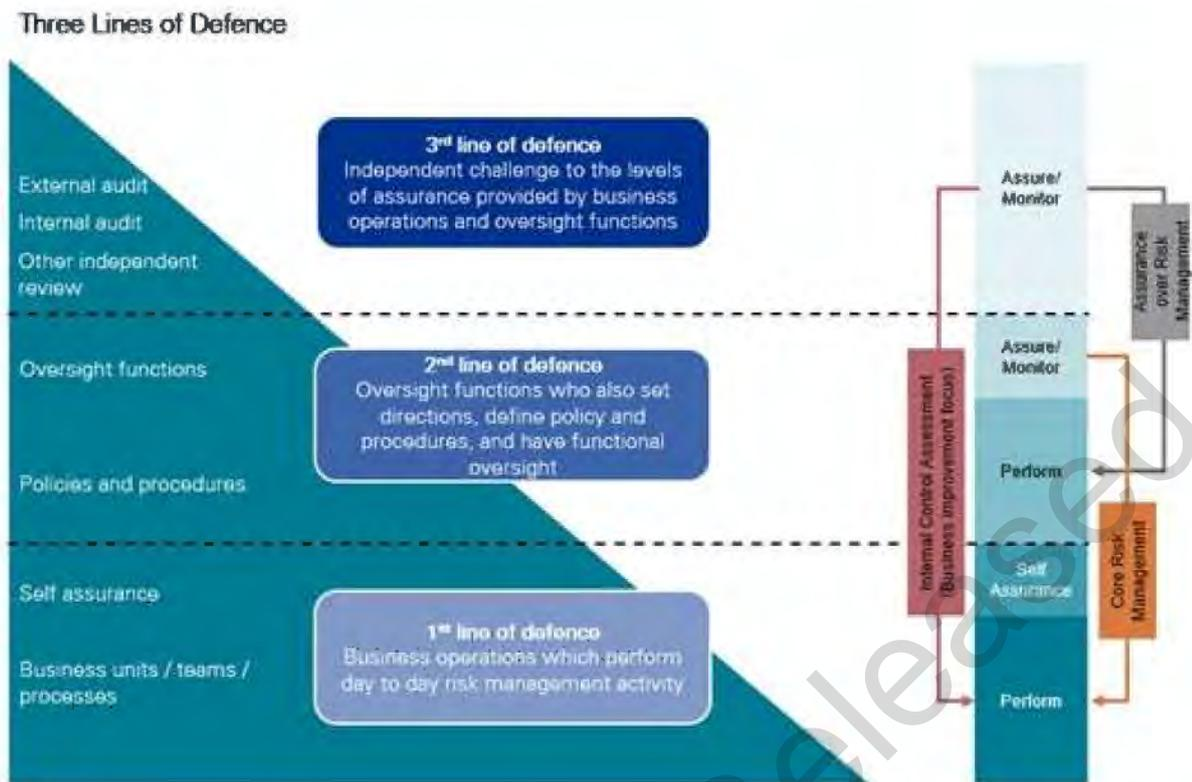 Three Lines of Defence
External audit
Internal audit
Other independent
review
3rd line of defence
Independent challenge to the levels
of assurance provided by business
operations and oversight functions
Assure/
Monitor
Assurance
over Risk
Management
Oversight functions
Policies and procedures
2nd line of defence
Oversight functions who also set
directions, define policy and
procedures, and have functional
oversight
Assure/
Monitor
Perform
Internal Control Assessment
(Business improvement focus)
Self assurance
Business units / teams /
processes
1st line of defence
Business operations which perform
day to day risk management activity
Self
Assurance
Core Risk
Management
Perform
eleased